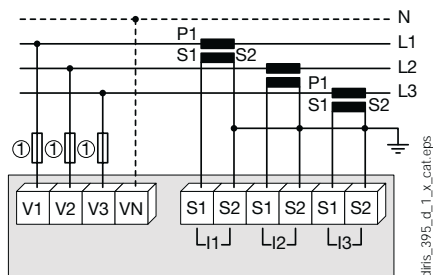 N
P1
L1
S1 S2
L2
P1
L3
S1 S2
① ① ①
V1 V2 V3 VN S1 S2 S1 S2 S1 S2
I1 I2 I3
diris_395_d_1_x_cat.eps